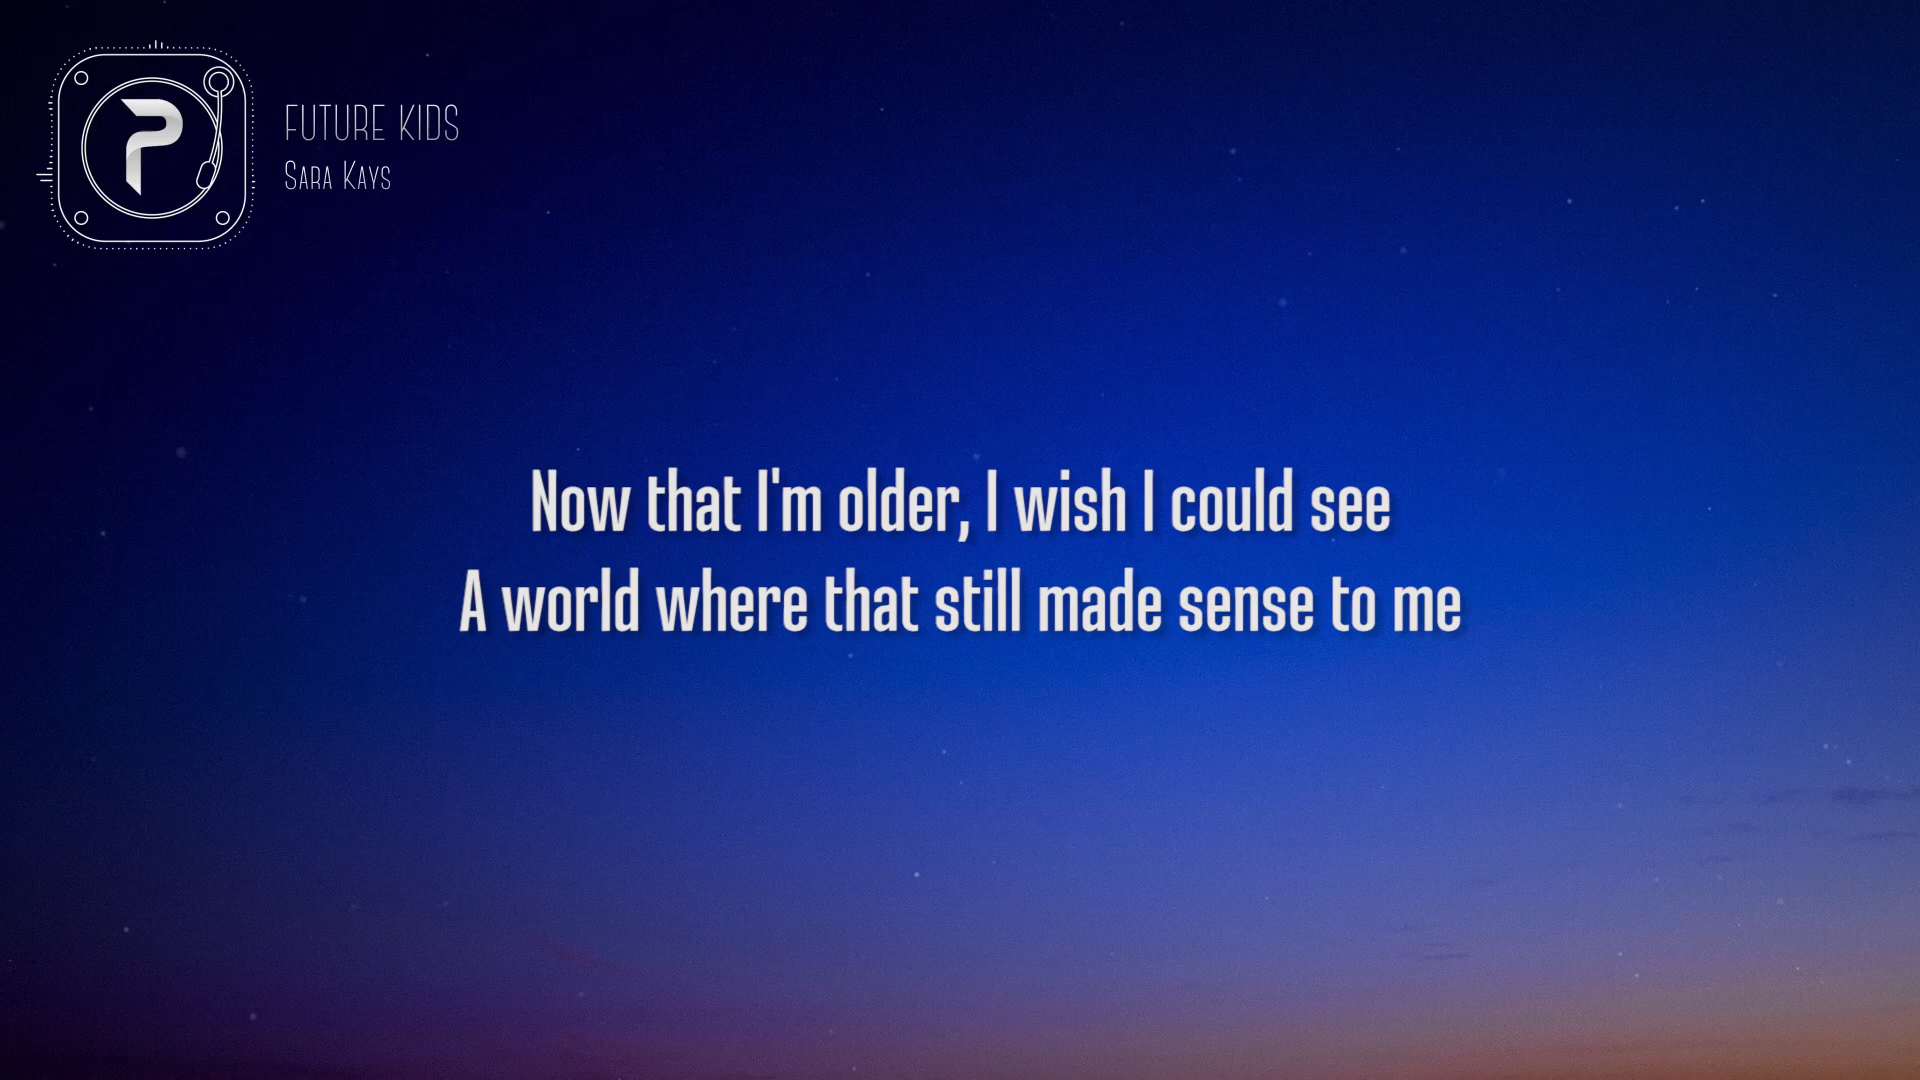 P
FUTURE KIDS
Sara Kays
Now that I'm older, I wish I could see
A world where that still made sense to me